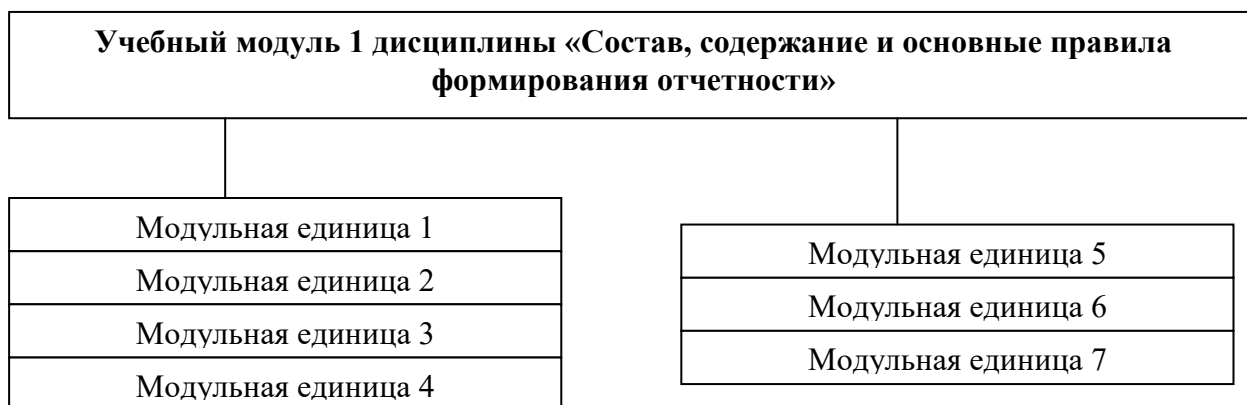 Учебный модуль 1 дисциплины «Состав, содержание и основные правила
формирования отчетности»
Модульная единица 1
Модульная единица 2
Модульная единица 3
Модульная единица 4
Модульная единица 5
Модульная единица 6
Модульная единица 7